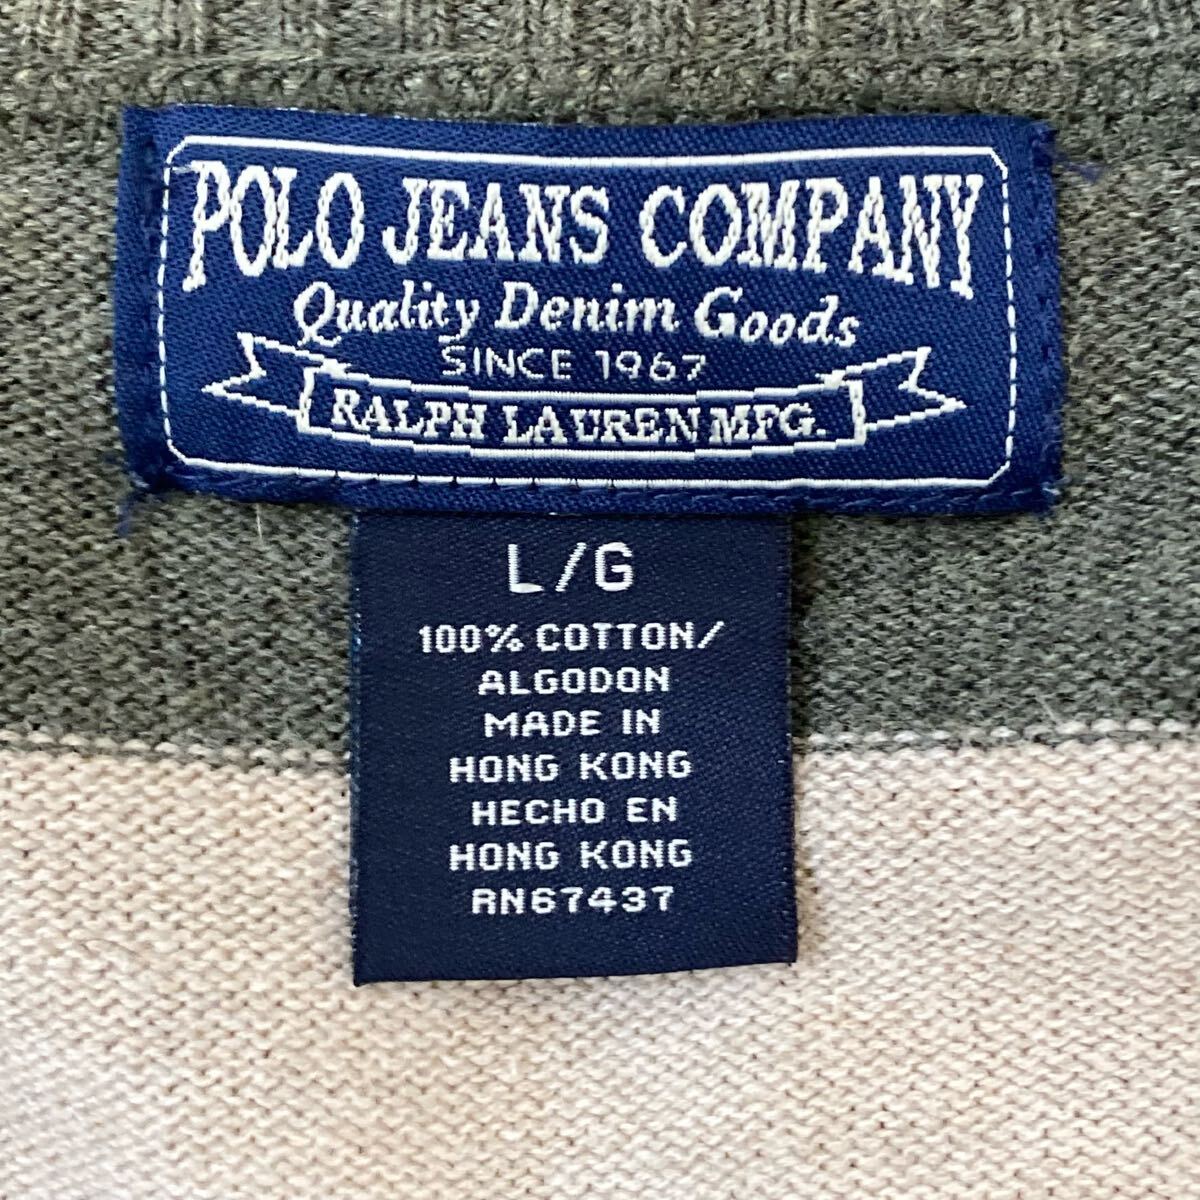 POLO JEANS COMPANY
Quality Denim Goods
SINCE 1967
RALPH LAUREN MFG.
L/G
100% COTTON/
ALGODON
MADE IN
HONG KONG
HECHO EN
HONG KONG
RN67437